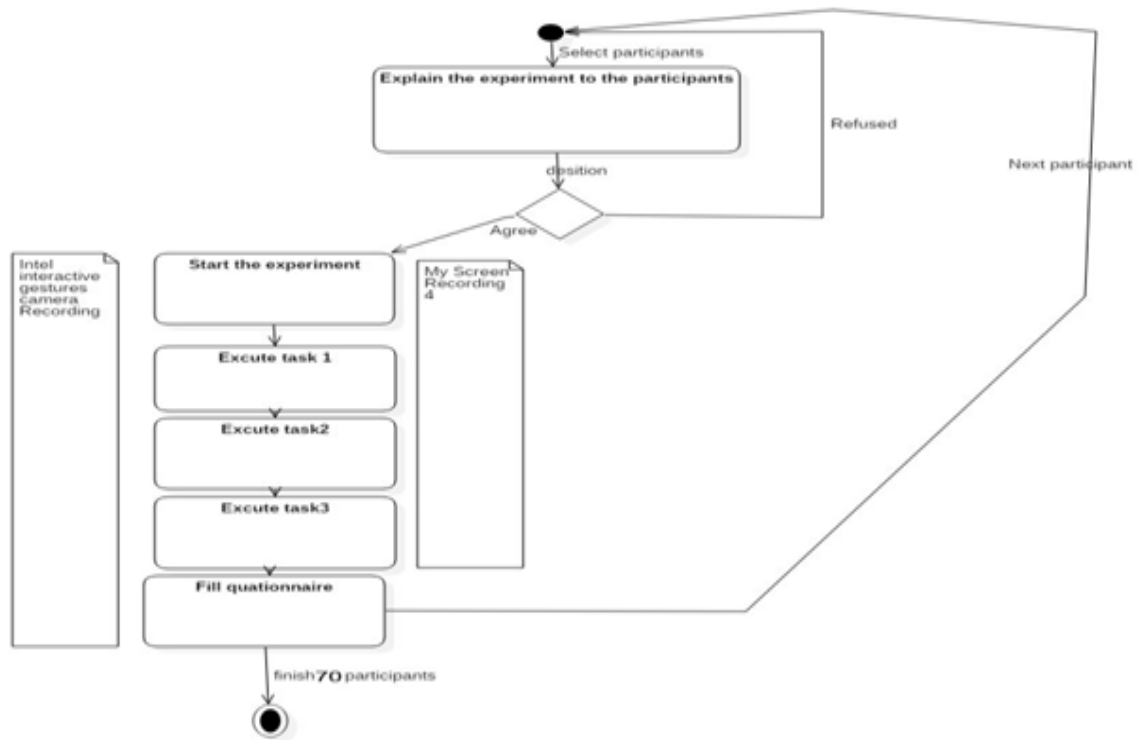 Select participants
Explain the experiment to the participants
Refused
Next participant
desition
Agree
Intel
interactive
gestures
camera
Recording
Start the experiment
My Screen
Recording
4
Excute task 1
Excute task2
Excute task3
Fill quationnaire
finish70 participants